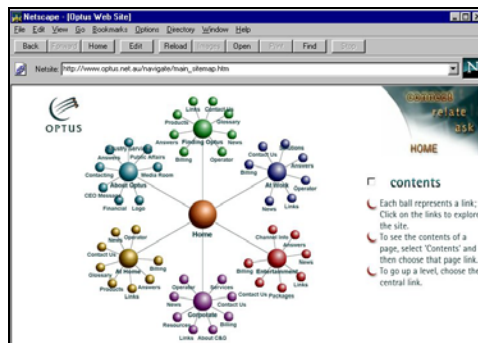 Netscape - [Optus Web Site]
File Edit View Go Bookmarks Options Directory Window Help
Back Forward Home Edit Reload Images Open Print Find Stop
Netsite: http://www.optus.net.au/navigate/main_sitemap.htm
OPTUS
relate
ask
HOME
contents
Each ball represents a link;
Click on the links to explore
the site.
To see the contents of a
page, select 'Contents' and
then choose that page link.
To go up a level, choose the
central link.
Links Contact Us
Products Glossary
Answers News
Finding Optus
Billing Operator
Answers Public Affairs
Contacting Media Room
About Optus
CEO Message
Financial Logo
Contact Us
Answers
Billing
At Work
Operator
News Links
Home
News Operator
Contact Us Billing
At Home
Glossary
Products Answers
Links
Channel Info
Answers
News
Entertainment
Contact Us Billing
Packages Links
Operator Services
News Contact Us
Corporate
Resources Billing
Links About C&G